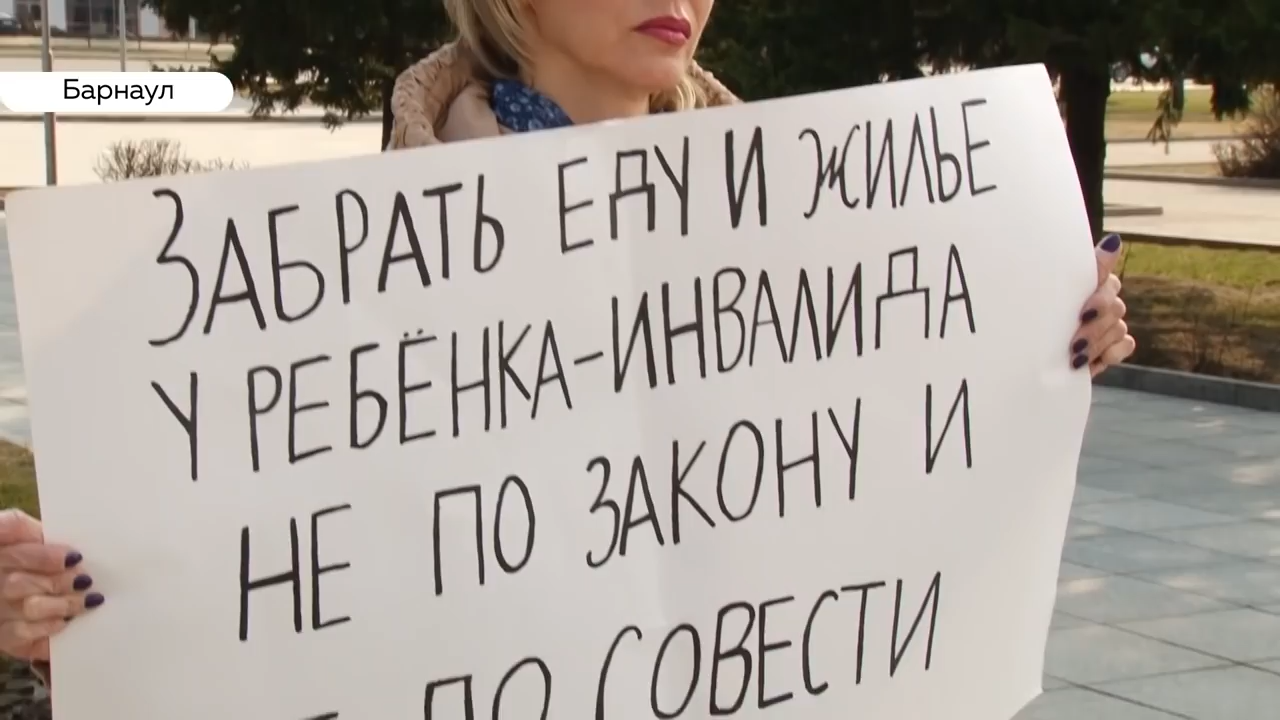 Барнаул
ЗАБРАТЬ ЕДУ И ЖИЛЬЕ
У РЕБЁНКА-ИНВАЛИДА
НЕ ПО ЗАКОНУ И
ПО СОВЕСТИ